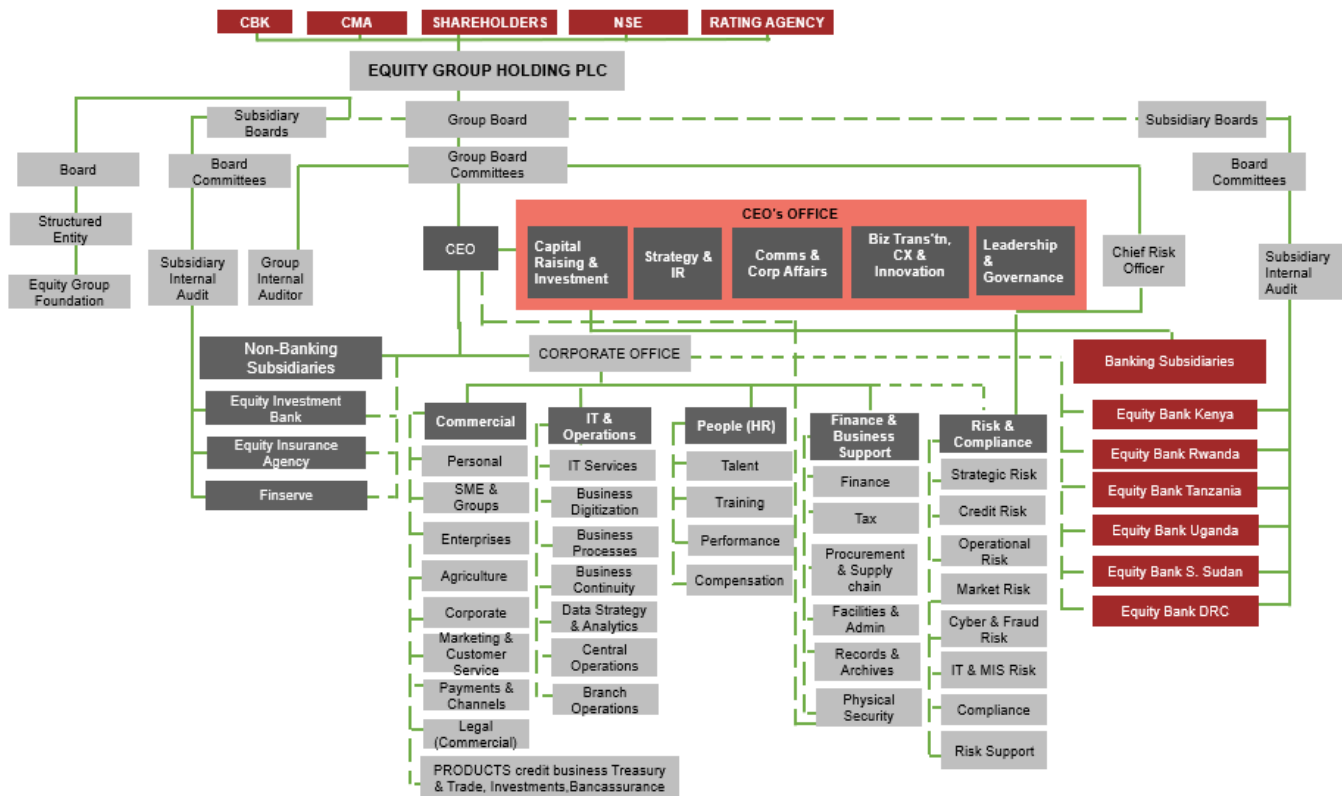 CBK
CMA
SHAREHOLDERS
NSE
RATING AGENCY
EQUITY GROUP HOLDING PLC
Subsidiary
Boards
Group Board
Subsidiary Boards
Board
Board
Committees
Group Board
Committees
Board
Committees
Structured
Entity
Equity Group
Foundation
Subsidiary
Internal
Audit
Group
Internal
Auditor
CEO
CEO's OFFICE
Capital
Raising &
Investment
Strategy &
IR
Comms &
Corp Affairs
Biz Trans'tn,
CX &
Innovation
Leadership
&
Governance
Chief Risk
Officer
Subsidiary
Internal
Audit
Non-Banking
Subsidiaries
CORPORATE OFFICE
Banking Subsidiaries
Equity Investment
Bank
Equity Insurance
Agency
Finserve
Commercial
Personal
SME &
Groups
Enterprises
Agriculture
Corporate
Marketing &
Customer
Service
Payments &
Channels
Legal
(Commercial)
PRODUCTS credit business Treasury
& Trade, Investments,Bancassurance
IT &
Operations
IT Services
Business
Digitization
Business
Processes
Business
Continuity
Data Strategy
& Analytics
Central
Operations
Branch
Operations
People (HR)
Talent
Training
Performance
Compensation
Finance &
Business
Support
Finance
Tax
Procurement
& Supply
chain
Facilities &
Admin
Records &
Archives
Physical
Security
Risk &
Compliance
Strategic Risk
Credit Risk
Operational
Risk
Market Risk
Cyber & Fraud
Risk
IT & MIS Risk
Compliance
Risk Support
Equity Bank Kenya
Equity Bank Rwanda
Equity Bank Tanzania
Equity Bank Uganda
Equity Bank S. Sudan
Equity Bank DRC